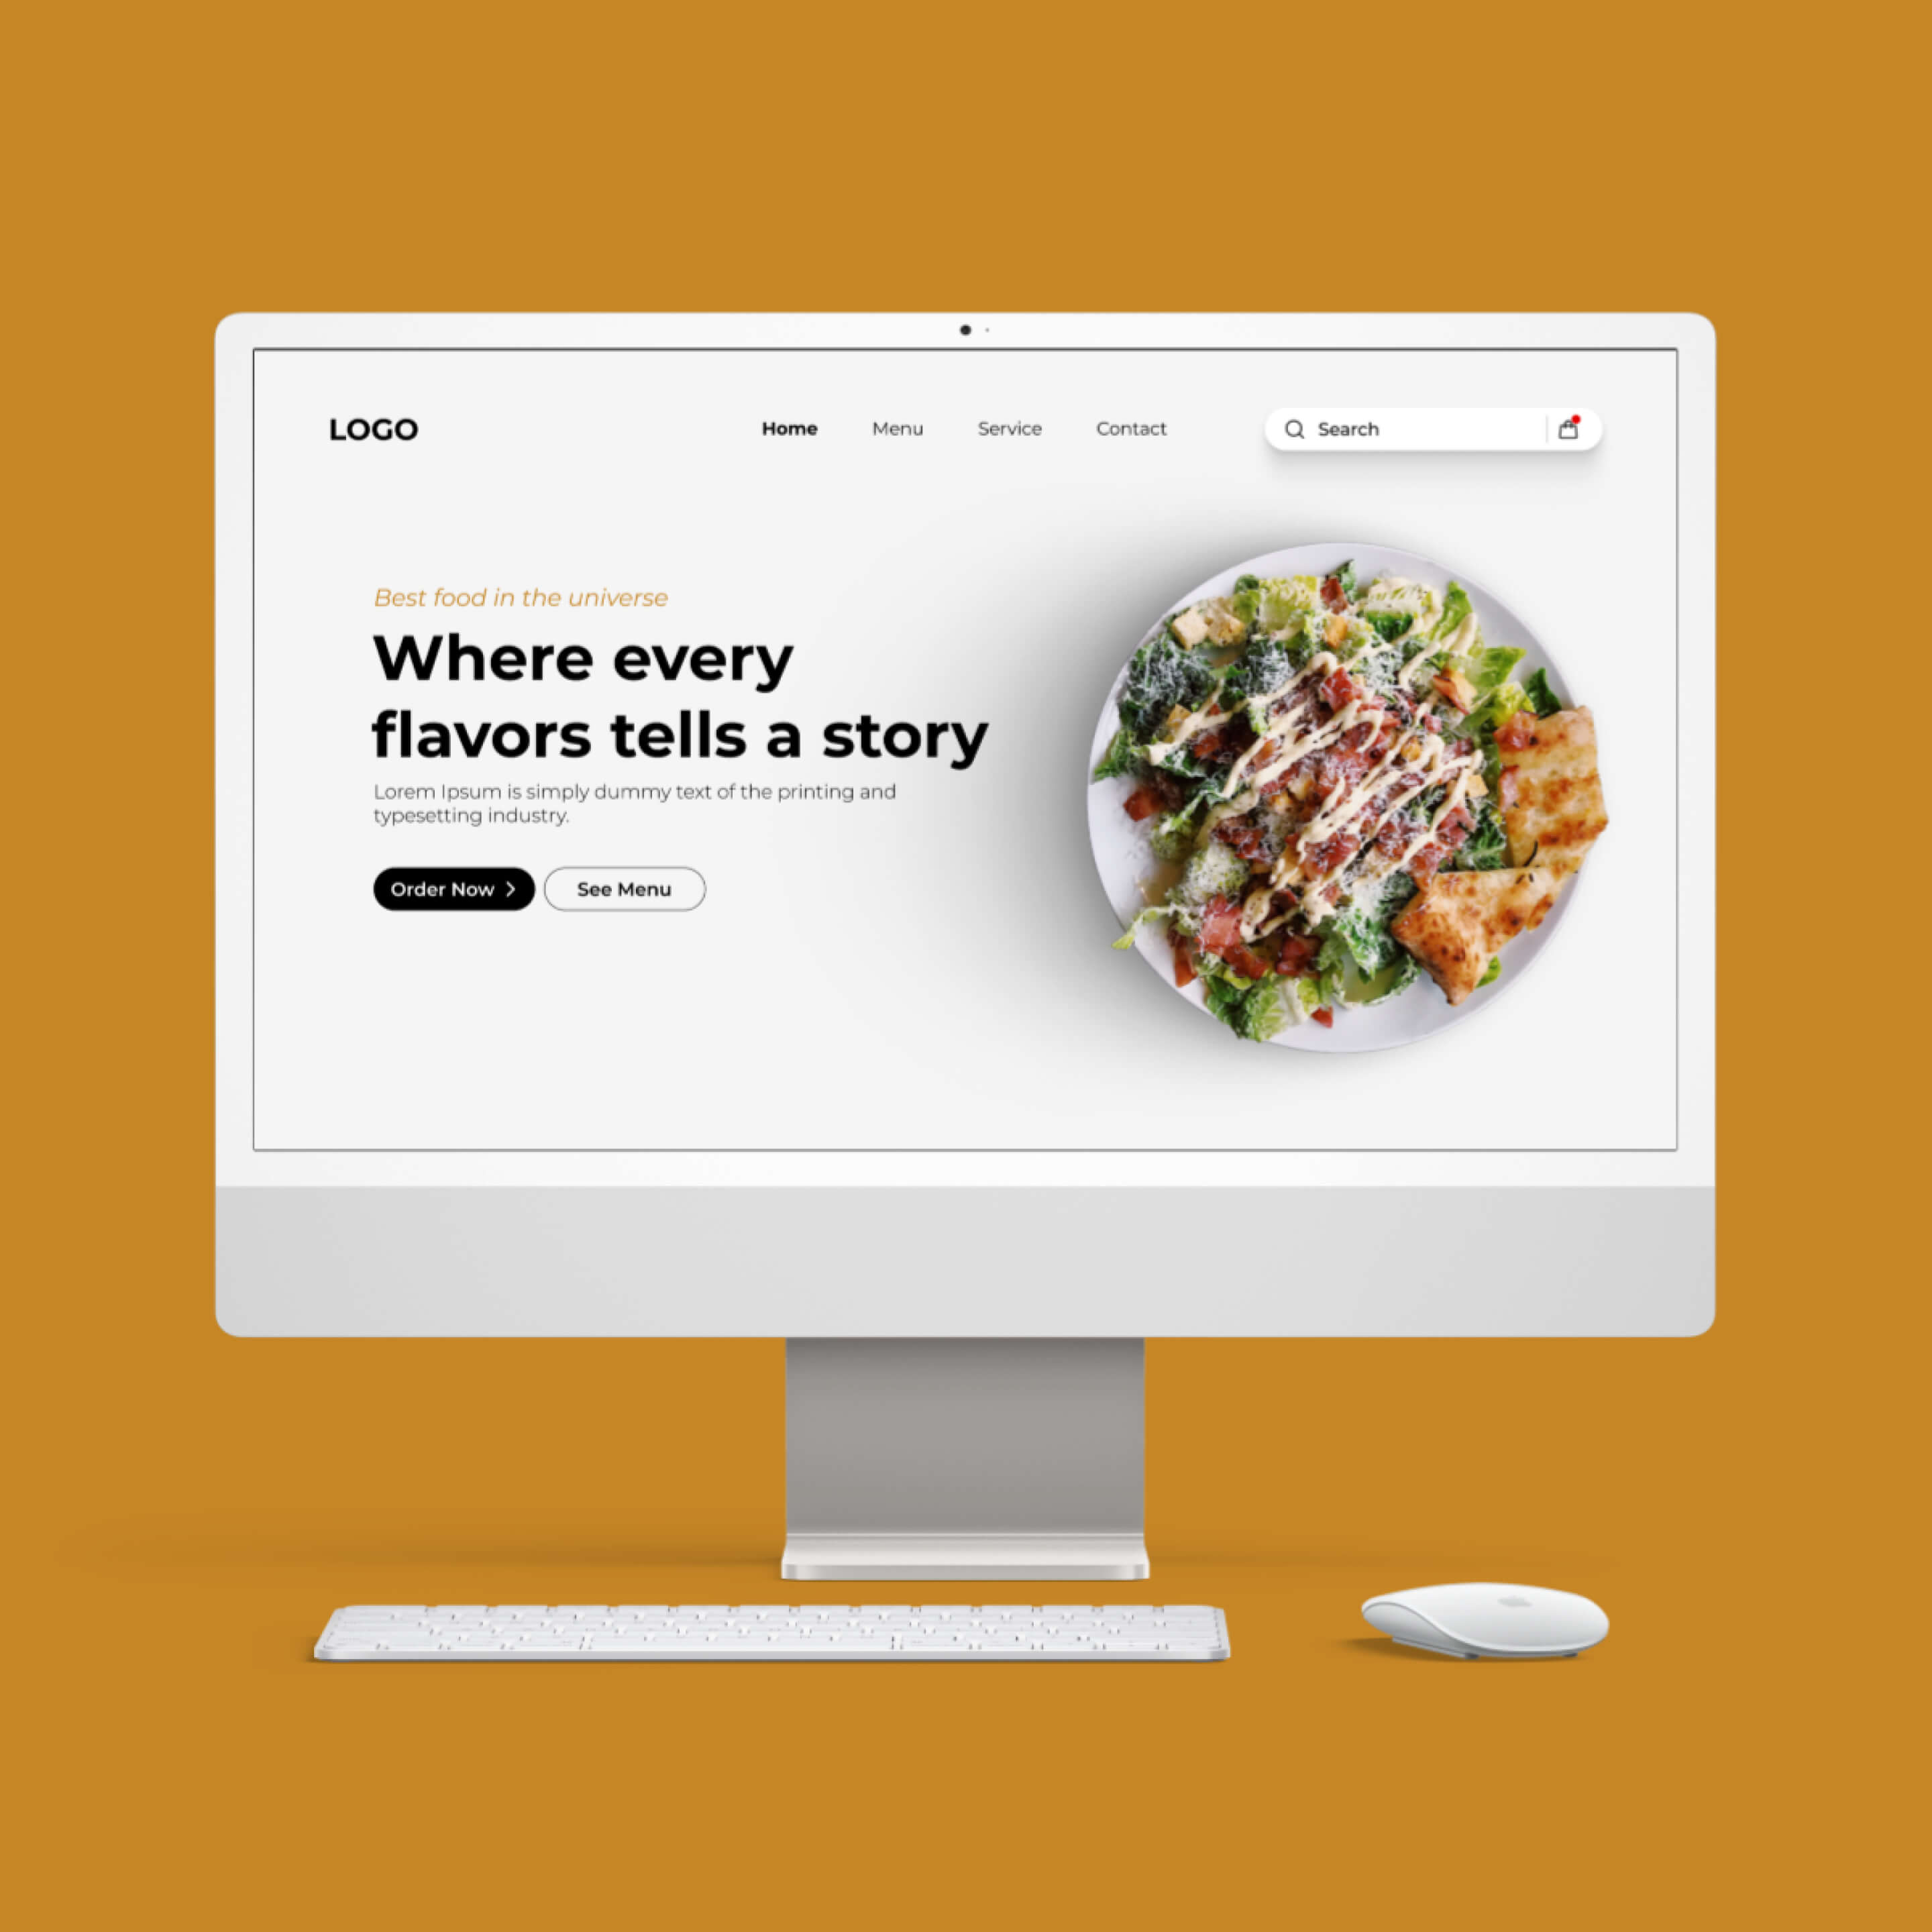 LOGO
Home Menu Service Contact Search
Best food in the universe
Where every
flavors tells a story
Lorem Ipsum is simply dummy text of the printing and
typesetting industry.
Order Now See Menu